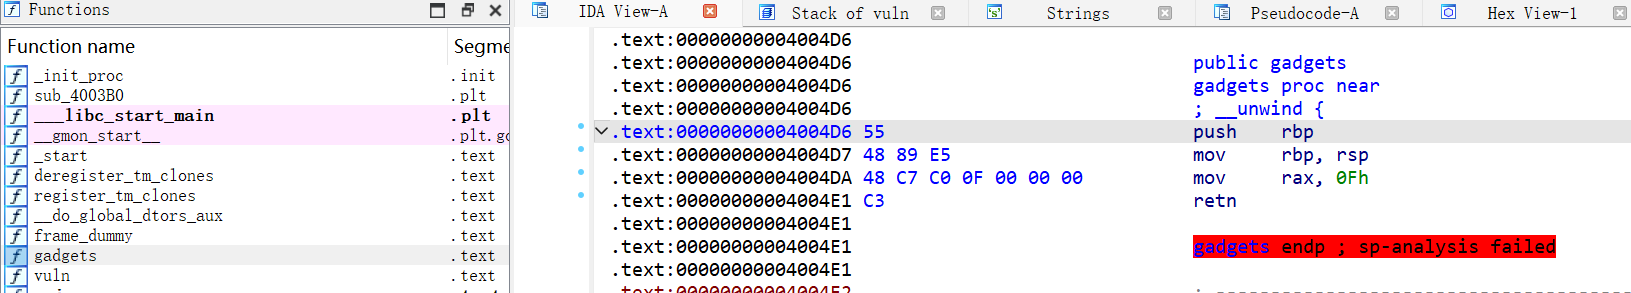 Functions
Function name Segme
_init_proc .init
sub_4003B0 .plt
___libc_start_main .plt
__gmon_start__ .plt.go
_start .text
deregister_tm_clones .text
register_tm_clones .text
__do_global_dtors_aux .text
frame_dummy .text
gadgets .text
vuln .text
IDA View-A Stack of vuln Strings Pseudocode-A Hex View-1
.text:00000000004004D6
.text:00000000004004D6 public gadgets
.text:00000000004004D6 gadgets proc near
.text:00000000004004D6 ; __unwind {
.text:00000000004004D6 55 push rbp
.text:00000000004004D7 48 89 E5 mov rbp, rsp
.text:00000000004004DA 48 C7 C0 0F 00 00 00 mov rax, 0Fh
.text:00000000004004E1 C3 retn
.text:00000000004004E1
.text:00000000004004E1 gadgets endp ; sp-analysis failed
.text:00000000004004E1
.text:00000000004004E2 ; ---------------------------------------